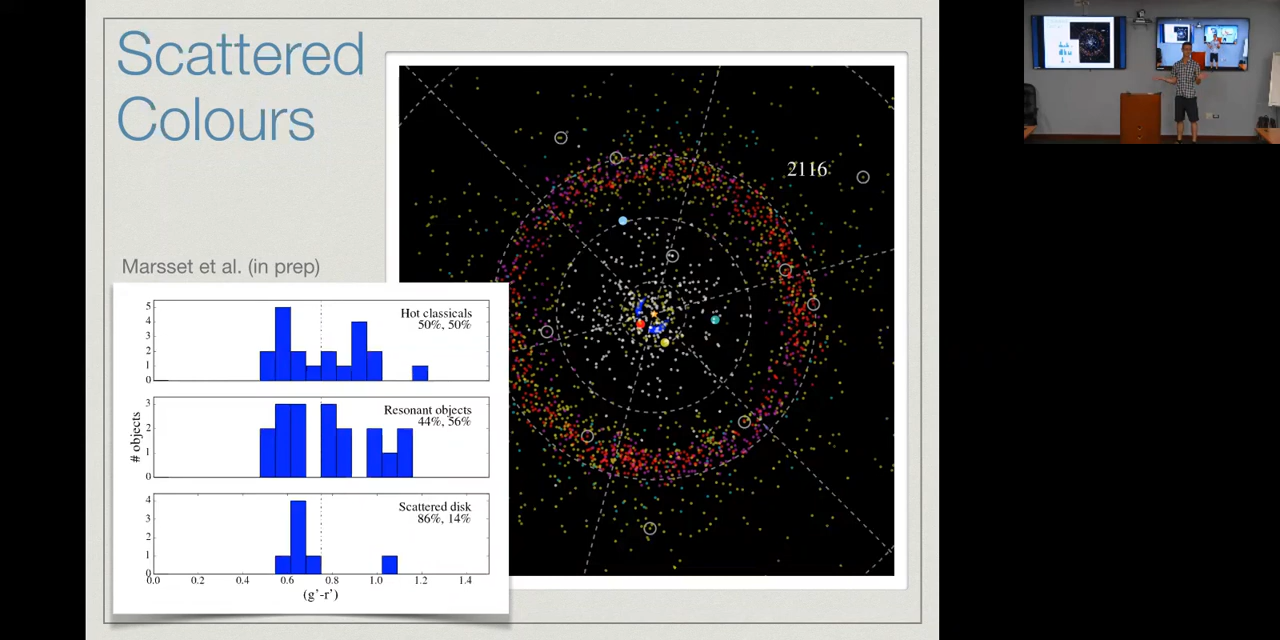 Scattered
Colours
2116
Marsset et al. (in prep)
Hot classicals
50%, 50%
5
4
3
2
1
0
Resonant objects
44%, 56%
3
2
1
0
# objects
Scattered disk
86%, 14%
4
3
2
1
0
0.0 0.2 0.4 0.6 0.8 1.0 1.2 1.4
(g'-r')